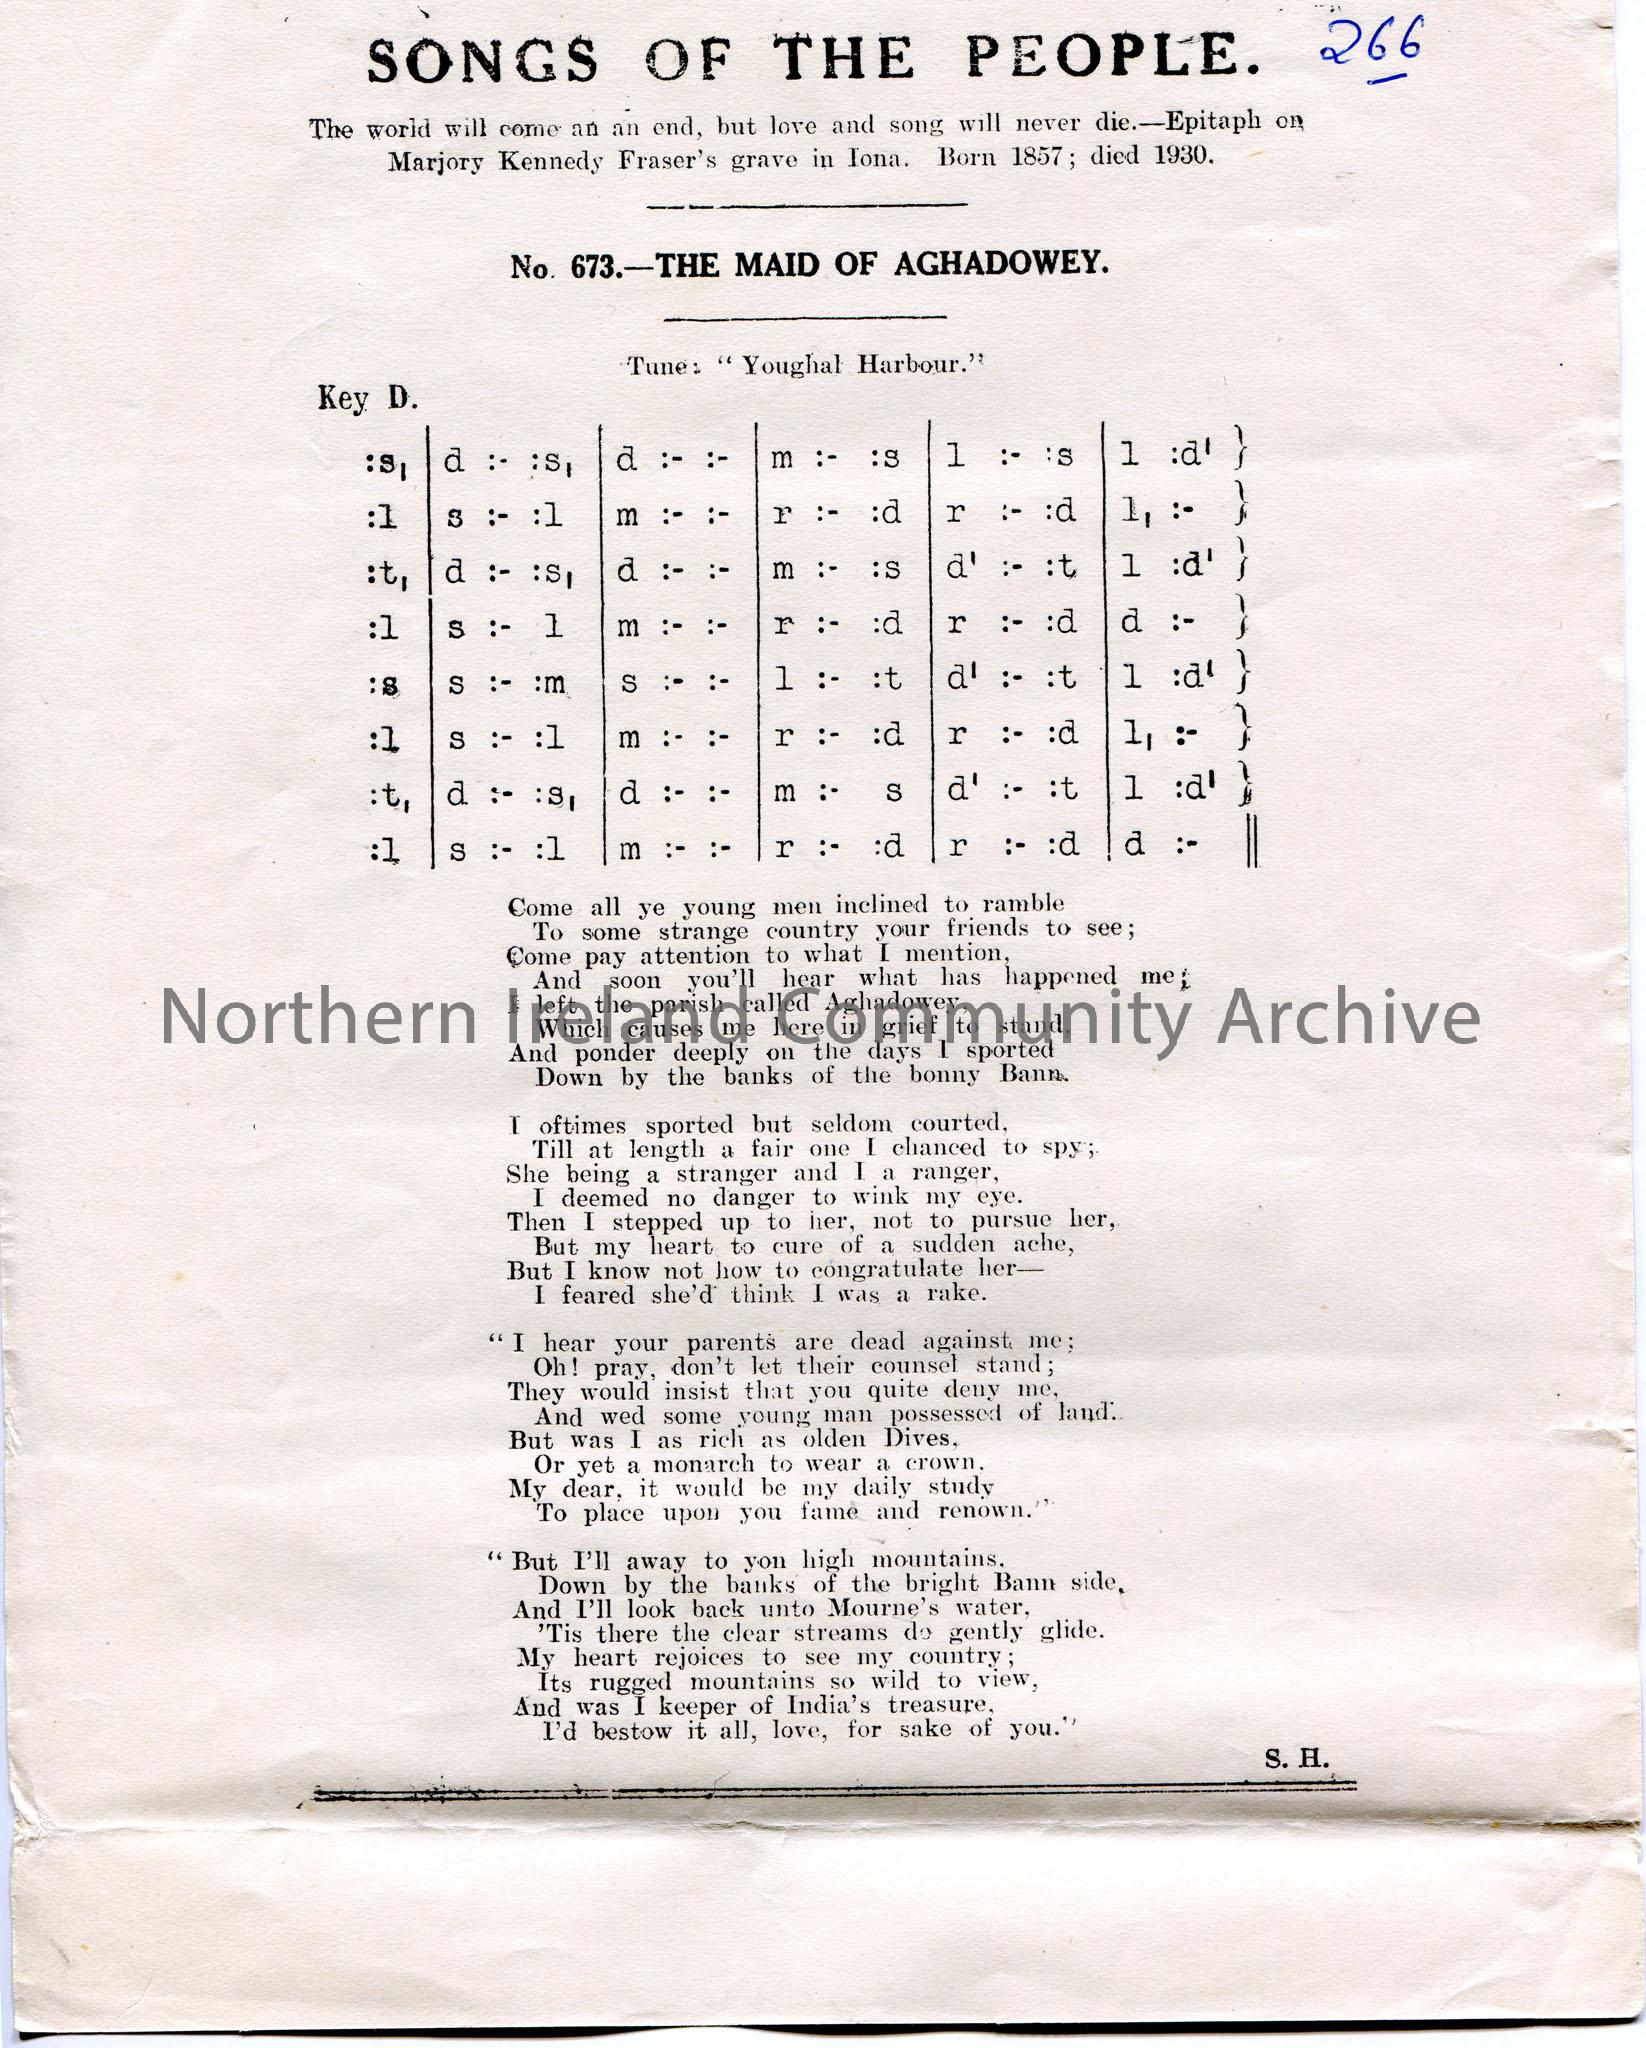 SONGS OF THE PEOPLE. 266
The world will come an an end, but love and song will never die.—Epitaph on
Marjory Kennedy Fraser's grave in Iona. Born 1857; died 1930.
No. 673.—THE MAID OF AGHADOWEY.
Tune: "Youghal Harbour."
Key D.
:s, | d :- :s, | d :- :- | m :- :s | l :- :s | l :d' }
:l | s :- :l | m :- :- | r :- :d | r :- :d | l, :- }
:t, | d :- :s, | d :- :- | m :- :s | d' :- :t | l :d' }
:l | s :- l | m :- :- | r :- :d | r :- :d | d :- }
:s | s :- :m | s :- :- | l :- :t | d' :- :t | l :d' }
:l | s :- :l | m :- :- | r :- :d | r :- :d | l, :- }
:t, | d :- :s, | d :- :- | m :- s | d' :- :t | l :d' }
:l | s :- :l | m :- :- | r :- :d | r :- :d | d :- ||
Come all ye young men inclined to ramble
To some strange country your friends to see;
Come pay attention to what I mention,
And soon you'll hear what has happened me;
I left the parish called Aghadowey,
Which causes me here in grief to stand,
And ponder deeply on the days I sported
Down by the banks of the bonny Bann.
Northern Ireland Community Archive
I oftimes sported but seldom courted,
Till at length a fair one I chanced to spy;
She being a stranger and I a ranger,
I deemed no danger to wink my eye.
Then I stepped up to her, not to pursue her,
But my heart to cure of a sudden ache,
But I know not how to congratulate her—
I feared she'd think I was a rake.
"I hear your parents are dead against me;
Oh! pray, don't let their counsel stand;
They would insist that you quite deny me,
And wed some young man possessed of land.
But was I as rich as olden Dives,
Or yet a monarch to wear a crown,
My dear, it would be my daily study
To place upon you fame and renown."
"But I'll away to yon high mountains,
Down by the banks of the bright Bann side,
And I'll look back unto Mourne's water,
'Tis there the clear streams do gently glide.
My heart rejoices to see my country;
Its rugged mountains so wild to view,
And was I keeper of India's treasure,
I'd bestow it all, love, for sake of you."
S. H.